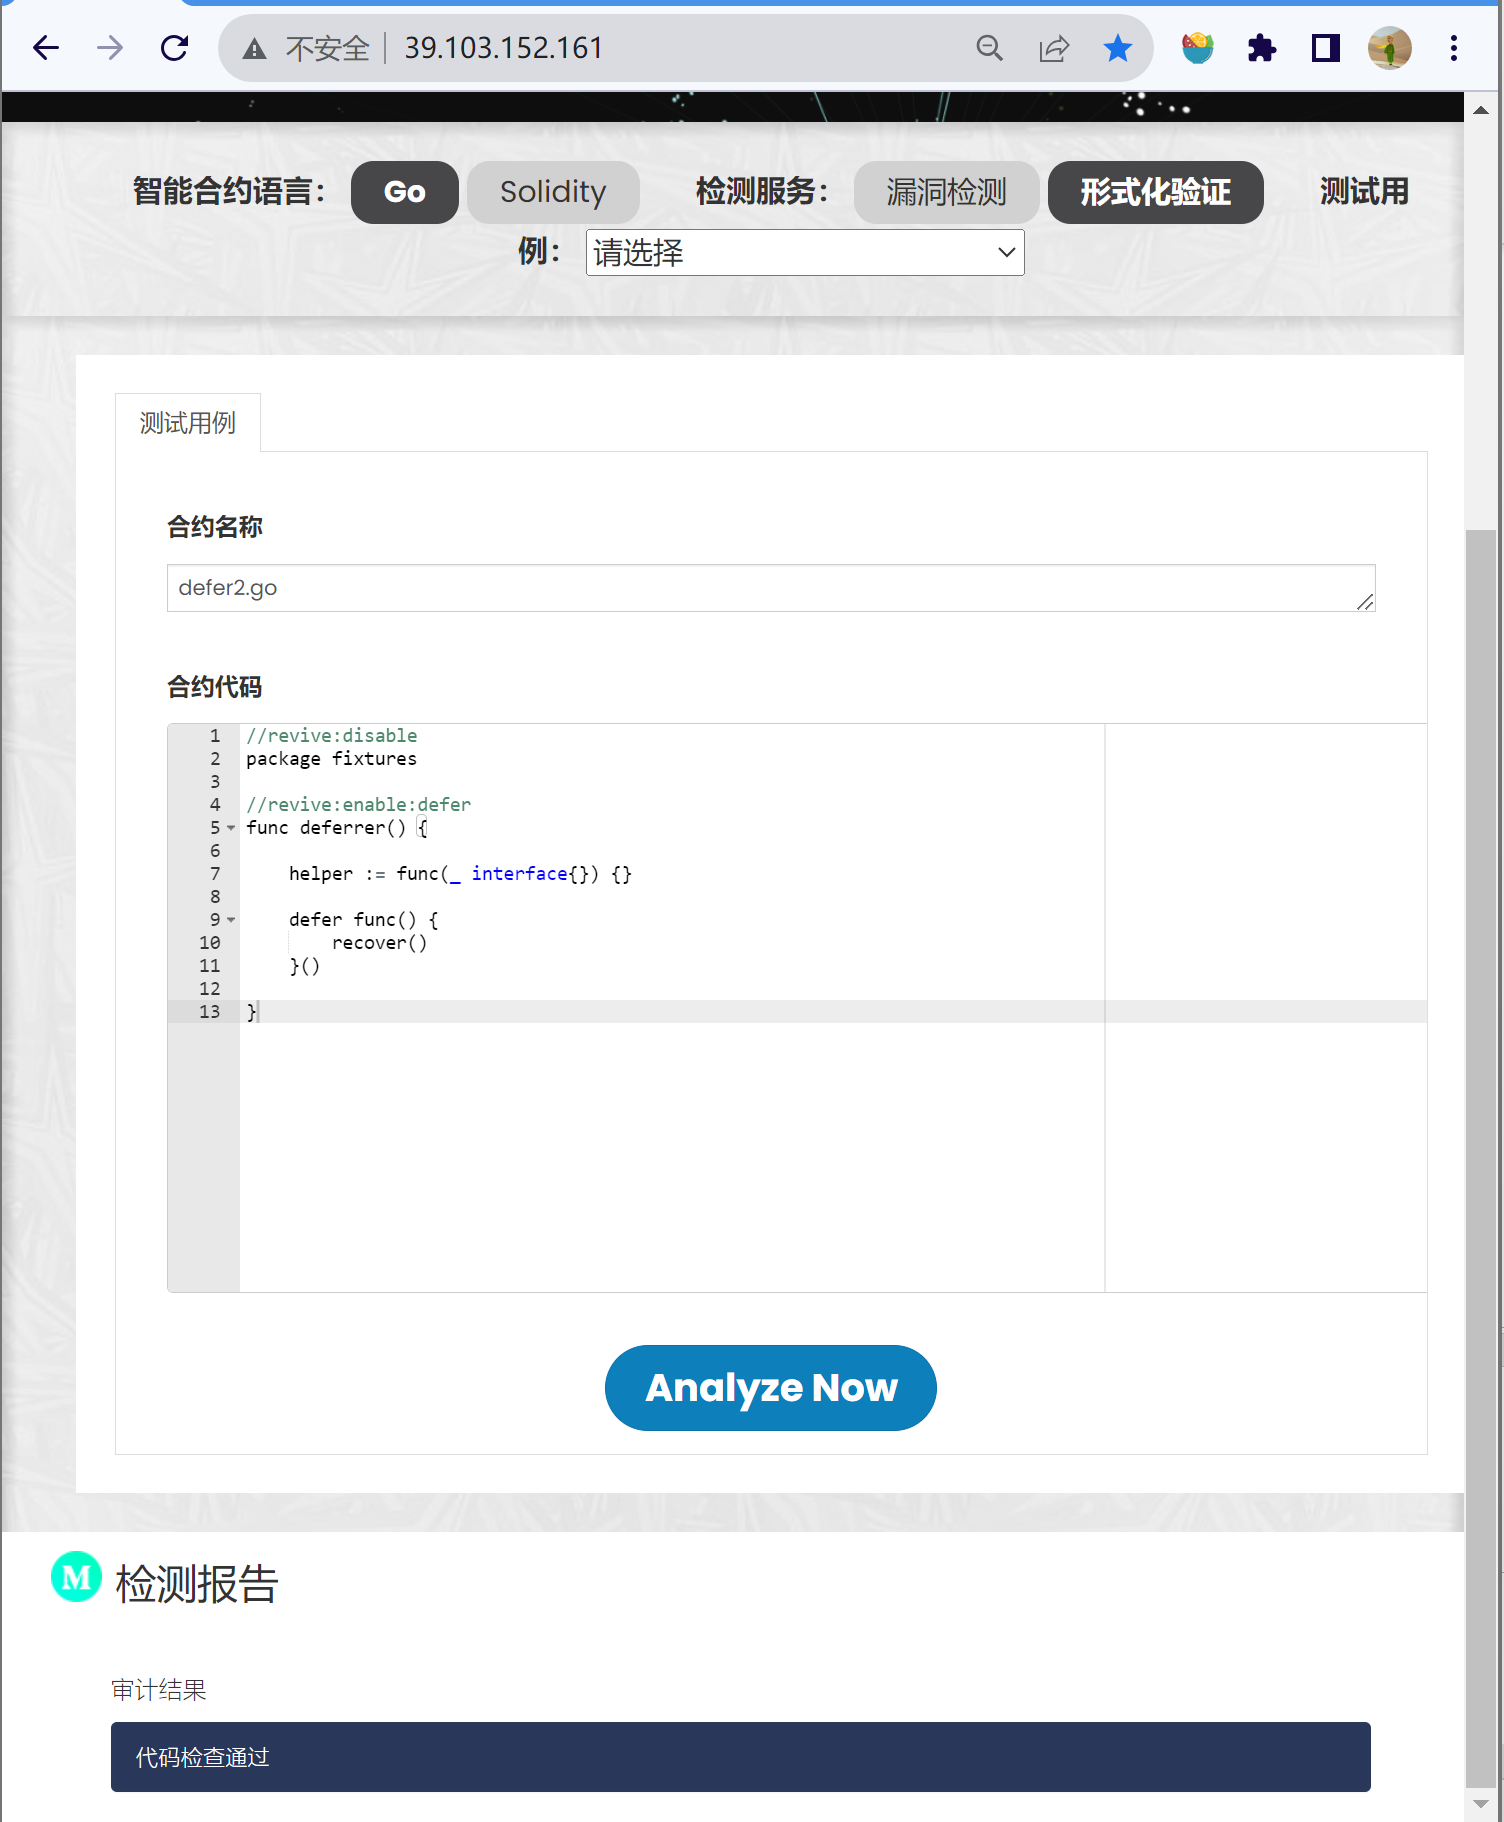 不安全 39.103.152.161
智能合约语言： Go Solidity 检测服务： 漏洞检测 形式化验证 测试用
例： 请选择
测试用例
合约名称
defer2.go
合约代码
1 //revive:disable
2 package fixtures
3
4 //revive:enable:defer
5 func deferrer() {
6
7 helper := func(_ interface{}) {}
8
9 defer func() {
10 recover()
11 }()
12
13 }
Analyze Now
M 检测报告
审计结果
代码检查通过